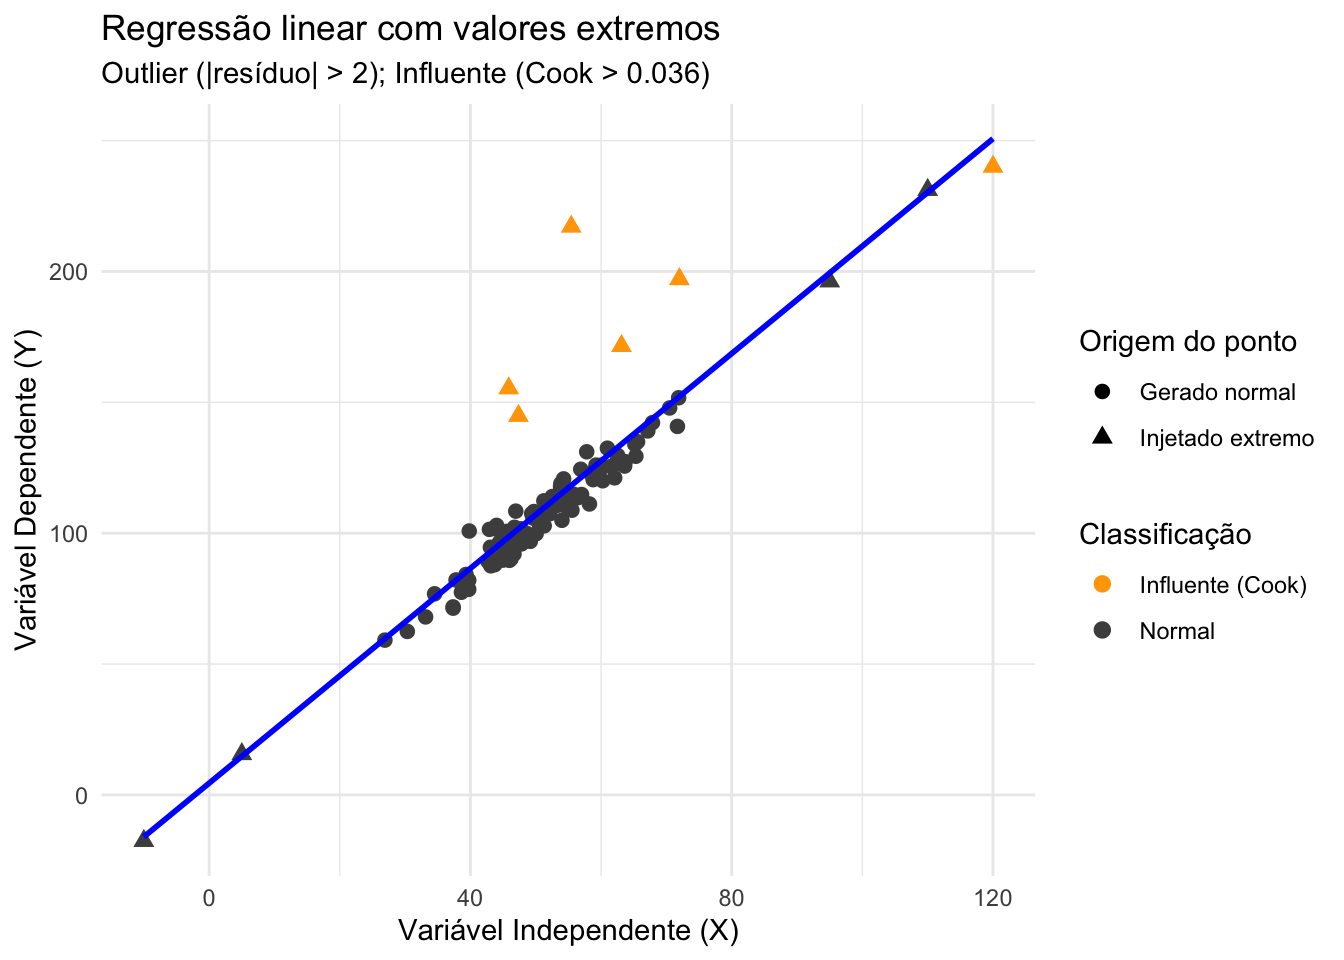 Regressão linear com valores extremos
Outlier (|resíduo| > 2); Influente (Cook > 0.036)
Variável Dependente (Y)
200
100
0
0 40 80 120
Variável Independente (X)
Origem do ponto
Gerado normal
Injetado extremo
Classificação
Influente (Cook)
Normal